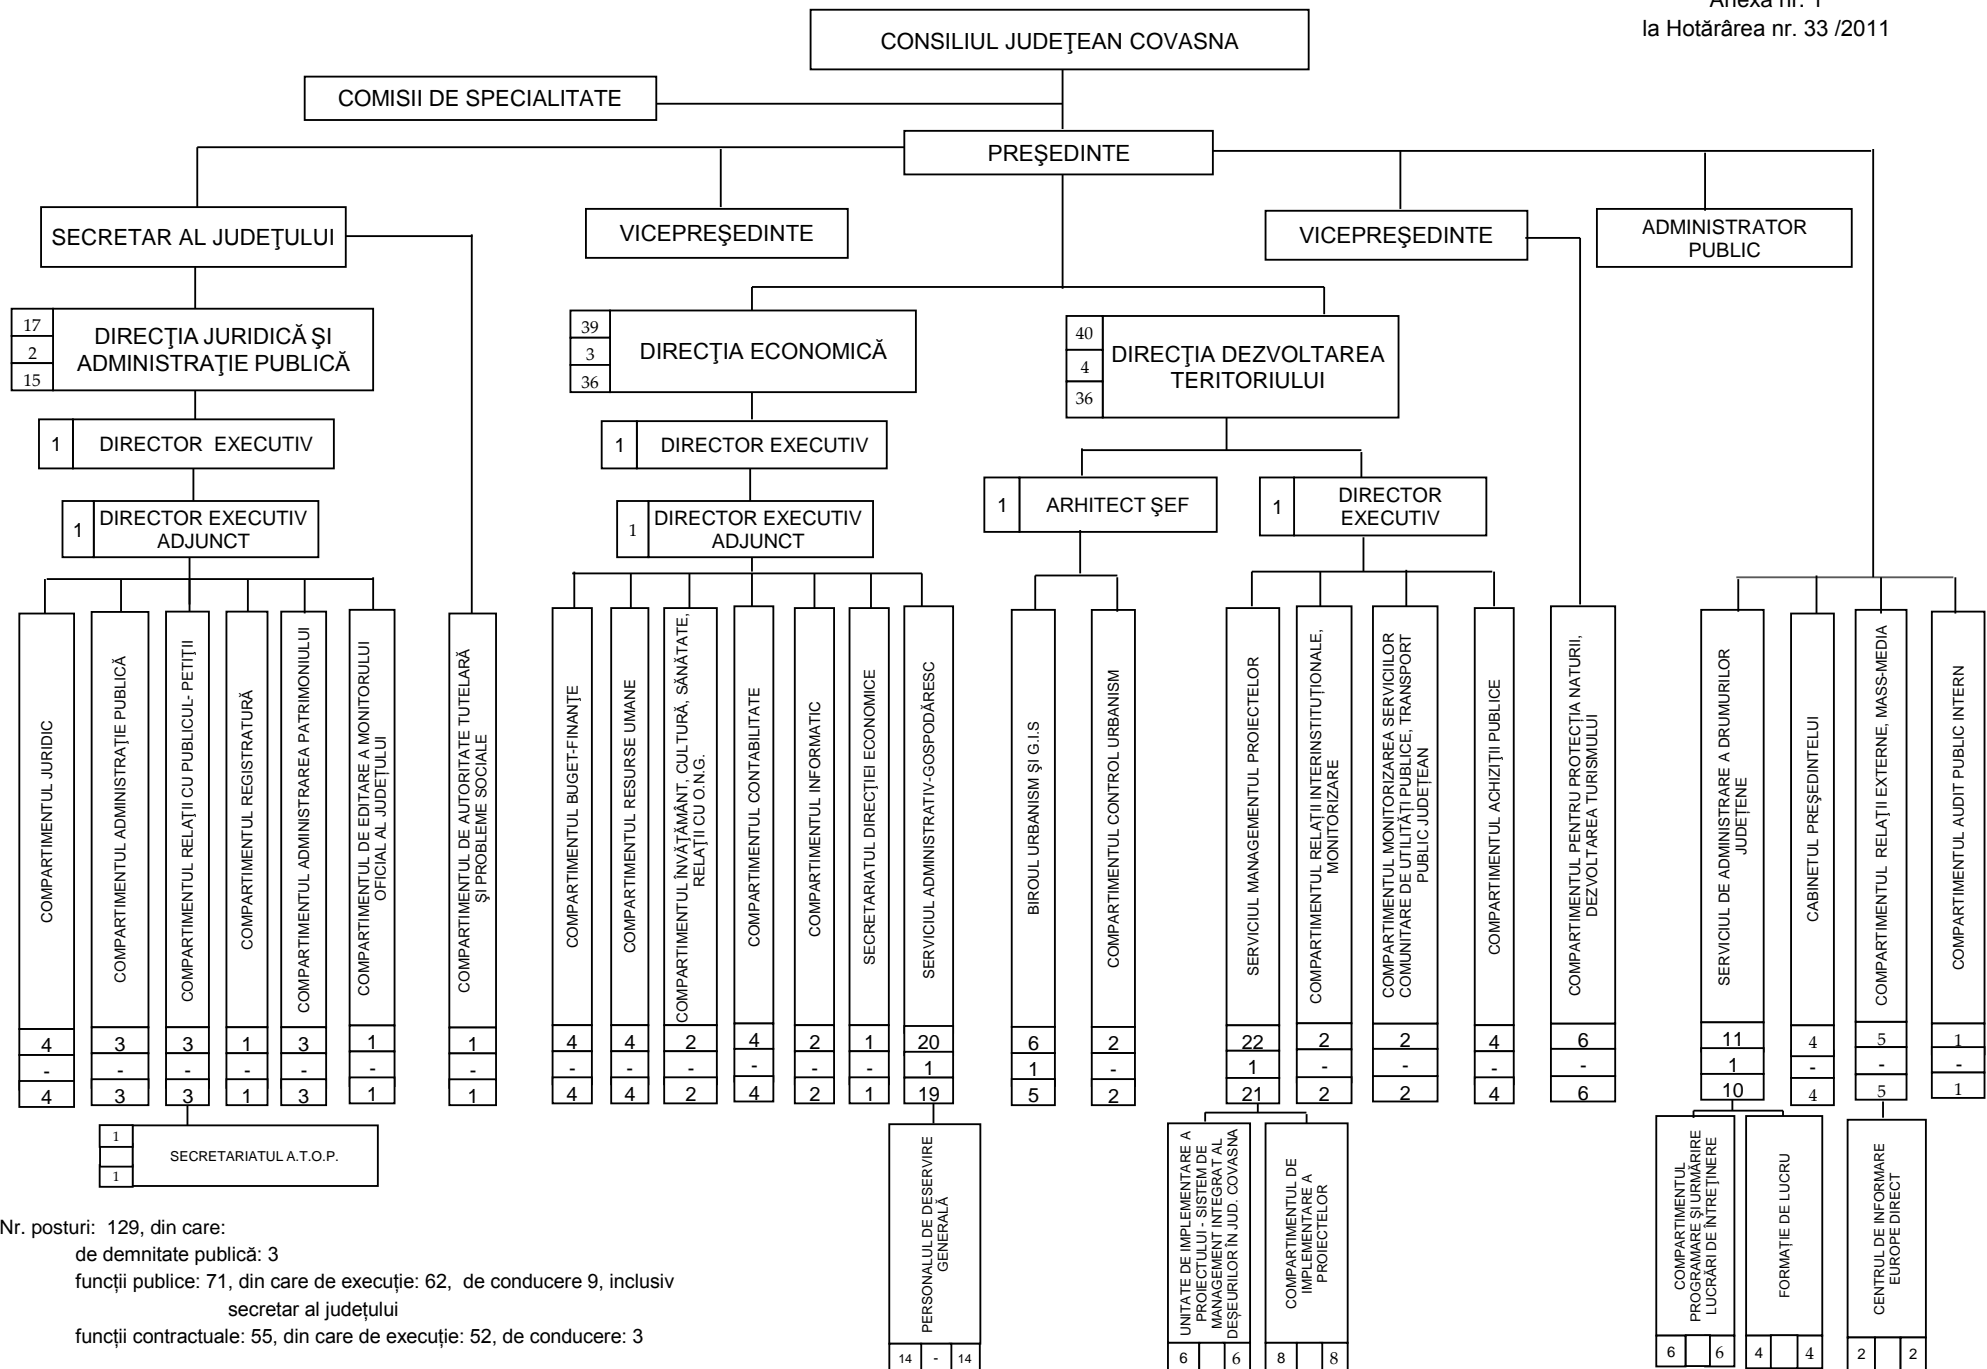 Anexa nr. 1
la Hotărârea nr. 33 /2011
CONSILIUL JUDEŢEAN COVASNA
COMISII DE SPECIALITATE
PREŞEDINTE
SECRETAR AL JUDEŢULUI
VICEPREŞEDINTE
VICEPREŞEDINTE
ADMINISTRATOR
PUBLIC
17
2
15
DIRECŢIA JURIDICĂ ŞI
ADMINISTRAŢIE PUBLICĂ
39
3
36
DIRECŢIA ECONOMICĂ
40
4
36
DIRECŢIA DEZVOLTAREA
TERITORIULUI
1 DIRECTOR EXECUTIV
1 DIRECTOR EXECUTIV
1 ARHITECT ŞEF
1 DIRECTOR
EXECUTIV
1 DIRECTOR EXECUTIV
ADJUNCT
1 DIRECTOR EXECUTIV
ADJUNCT
COMPARTIMENTUL JURIDIC
4
-
4
COMPARTIMENTUL ADMINISTRAŢIE PUBLICĂ
3
-
3
COMPARTIMENTUL RELAŢII CU PUBLICUL- PETIŢII
3
-
3
COMPARTIMENTUL REGISTRATURĂ
1
-
1
COMPARTIMENTUL ADMINISTRAREA PATRIMONIULUI
3
-
3
COMPARTIMENTUL DE EDITARE A MONITORULUI
OFICIAL AL JUDEȚULUI
1
-
1
COMPARTIMENTUL DE AUTORITATE TUTELARĂ
ŞI PROBLEME SOCIALE
1
-
1
COMPARTIMENTUL BUGET-FINANŢE
4
-
4
COMPARTIMENTUL RESURSE UMANE
4
-
4
COMPARTIMENTUL ÎNVĂŢĂMÂNT, CULTURĂ, SĂNĂTATE,
RELAŢII CU O.N.G.
2
-
2
COMPARTIMENTUL CONTABILITATE
4
-
4
COMPARTIMENTUL INFORMATIC
2
-
2
SECRETARIATUL DIRECŢIEI ECONOMICE
1
-
1
SERVICIUL ADMINISTRATIV-GOSPODĂRESC
20
1
19
BIROUL URBANISM ŞI G.I.S
6
1
5
COMPARTIMENTUL CONTROL URBANISM
2
-
2
SERVICIUL MANAGEMENTUL PROIECTELOR
22
1
21
COMPARTIMENTUL RELAȚII INTERINSTITUȚIONALE,
MONITORIZARE
2
-
2
COMPARTIMENTUL MONITORIZAREA SERVICIILOR
COMUNITARE DE UTILITĂȚI PUBLICE, TRANSPORT
PUBLIC JUDEȚEAN
2
-
2
COMPARTIMENTUL ACHIZIŢII PUBLICE
4
-
4
COMPARTIMENTUL PENTRU PROTECȚIA NATURII,
DEZVOLTAREA TURISMULUI
6
-
6
SERVICIUL DE ADMINISTRARE A DRUMURILOR
JUDEȚENE
11
1
10
CABINETUL PREŞEDINTELUI
4
-
4
COMPARTIMENTUL RELAŢII EXTERNE, MASS-MEDIA
5
-
5
COMPARTIMENTUL AUDIT PUBLIC INTERN
1
-
1
1
1
SECRETARIATUL A.T.O.P.
PERSONALUL DE DESERVIRE
GENERALĂ
14 - 14
UNITATE DE IMPLEMENTARE A
PROIECTULUI - SISTEM DE
MANAGEMENT INTEGRAT AL
DEȘEURILOR ÎN JUD. COVASNA
6 6
COMPARTIMENTUL DE
IMPLEMENTARE A
PROIECTELOR
8 8
COMPARTIMENTUL
PROGRAMARE ŞI URMĂRIRE
LUCRĂRI DE ÎNTREŢINERE
6 6
FORMAȚIE DE LUCRU
4 4
CENTRUL DE INFORMARE
EUROPE DIRECT
2 2
Nr. posturi: 129, din care:
de demnitate publică: 3
funcții publice: 71, din care de execuție: 62, de conducere 9, inclusiv
secretar al județului
funcții contractuale: 55, din care de execuție: 52, de conducere: 3